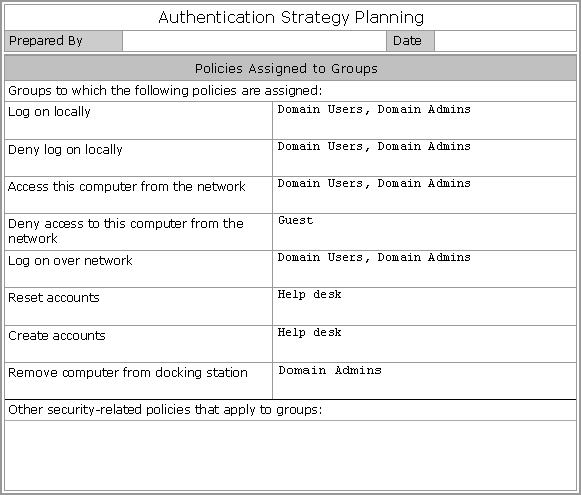 Authentication Strategy Planning
Prepared By
Date
Policies Assigned to Groups
Groups to which the following policies are assigned:
Log on locally
Domain Users, Domain Admins
Deny log on locally
Domain Users, Domain Admins
Access this computer from the network
Domain Users, Domain Admins
Deny access to this computer from the
network
Guest
Log on over network
Domain Users, Domain Admins
Reset accounts
Help desk
Create accounts
Help desk
Remove computer from docking station
Domain Admins
Other security-related policies that apply to groups: